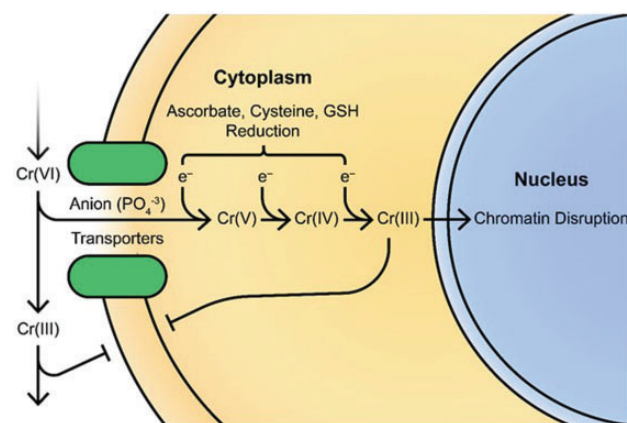 Cytoplasm
Ascorbate, Cysteine, GSH
Reduction
Cr(VI)
e⁻ e⁻ e⁻
Nucleus
Anion (PO₄⁻³)
Cr(V) Cr(IV) Cr(III) Chromatin Disruption
Transporters
Cr(III)